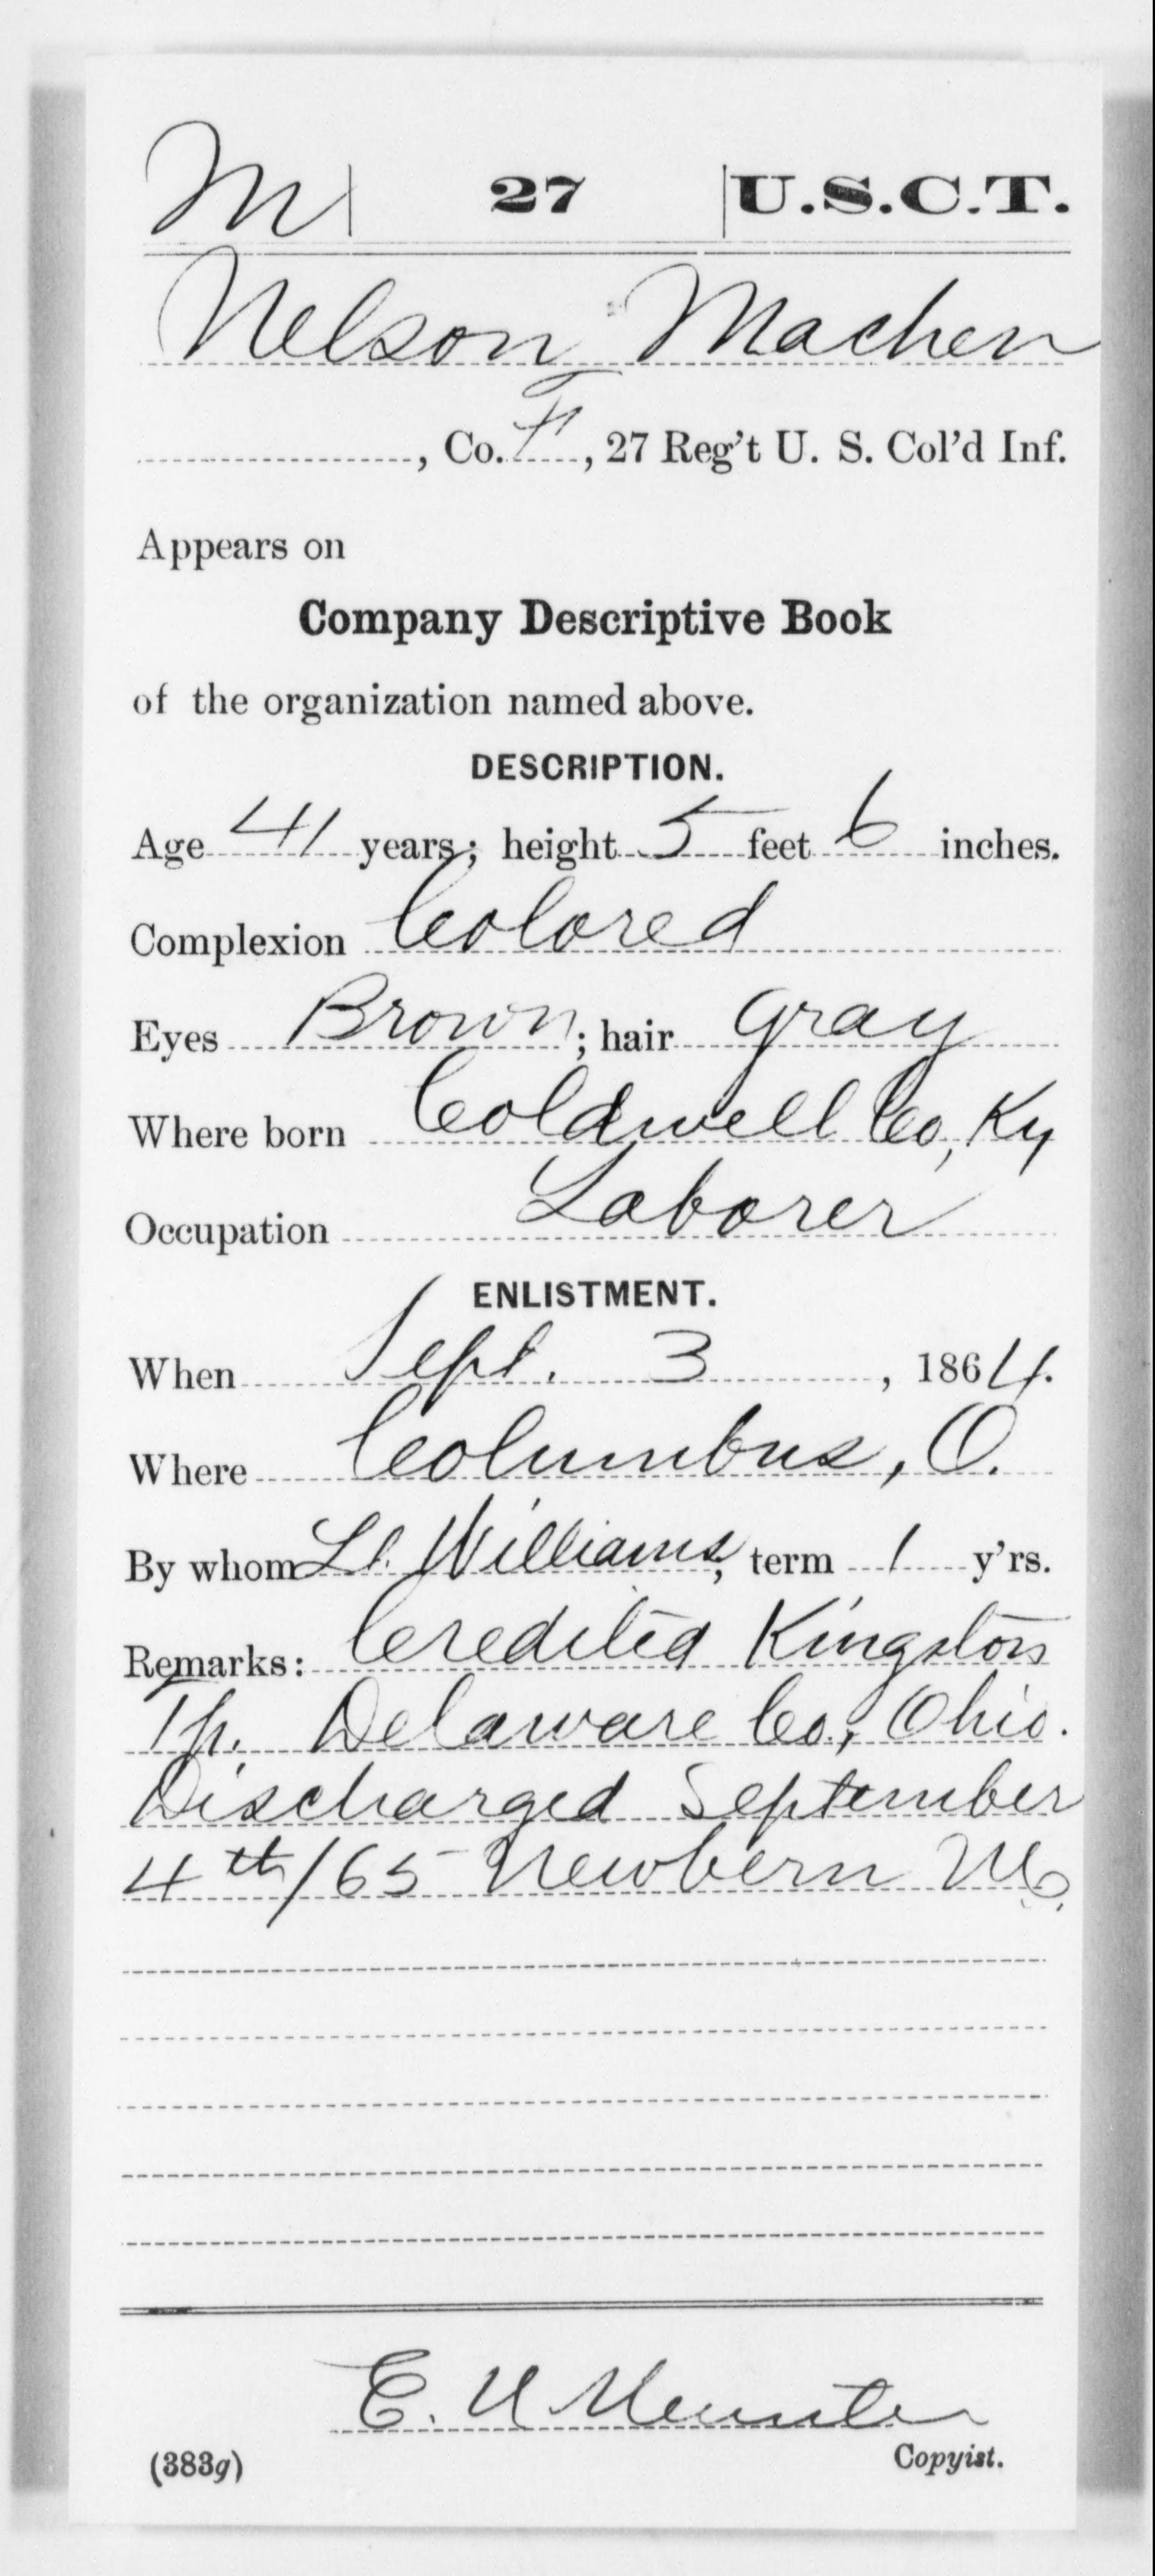 M 27 U.S.C.T.
Nelson Machen
, Co. F, 27 Reg't U. S. Col'd Inf.
Appears on
Company Descriptive Book
of the organization named above.
DESCRIPTION.
Age 41 years; height 5 feet 6 inches.
Complexion Colored
Eyes Brown; hair Gray
Where born Coldwell Co, Ky
Occupation Laborer
ENLISTMENT.
When Sept. 3, 1864.
Where Columbus, O.
By whom Lt. Williams; term 1 y'rs.
Remarks: Credited Kingston
Tp. Delaware Co., Ohio.
Discharged September
4th/65 Newbern N.C.
E. U
(383g) Copyist.